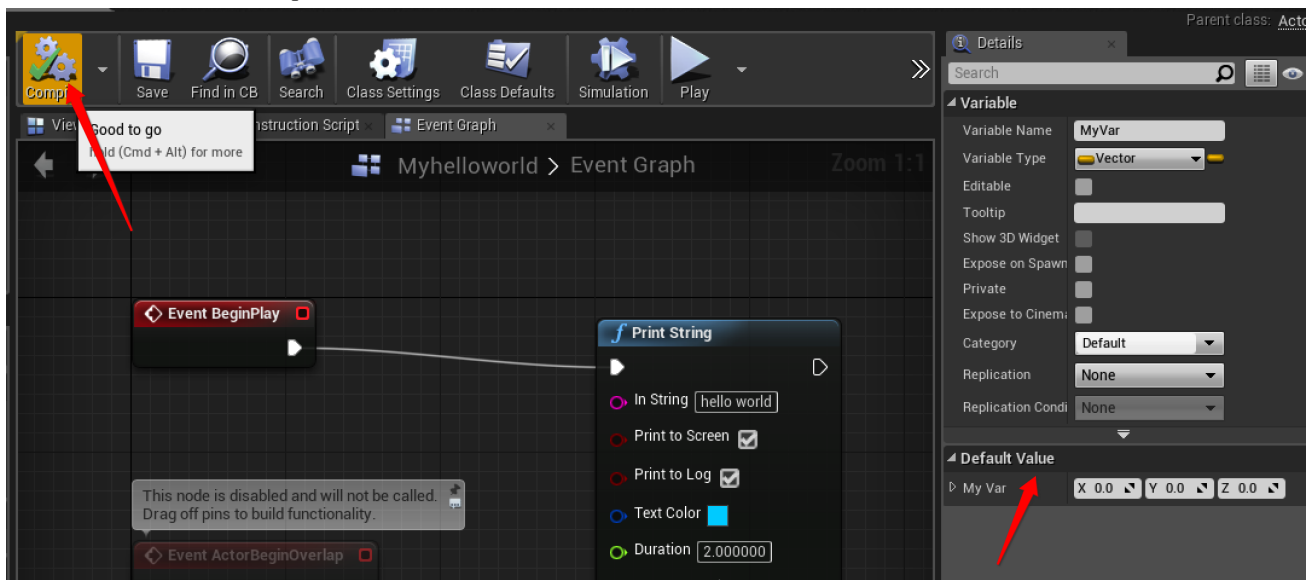 Parent class: Acto
Details
Compi
Save
Find in CB
Search
Class Settings
Class Defaults
Simulation
Play
Search
Variable
Good to go
hold (Cmd + Alt) for more
View
nstruction Script
Event Graph
Variable Name MyVar
Variable Type Vector
Myhelloworld > Event Graph
Zoom 1:1
Editable
Tooltip
Show 3D Widget
Expose on Spawn
Private
Expose to Cinema
Category Default
Replication None
Replication Condi None
Event BeginPlay
Print String
In String hello world
Print to Screen
Print to Log
Text Color
Duration 2.000000
Default Value
My Var X 0.0 Y 0.0 Z 0.0
This node is disabled and will not be called.
Drag off pins to build functionality.
Event ActorBeginOverlap